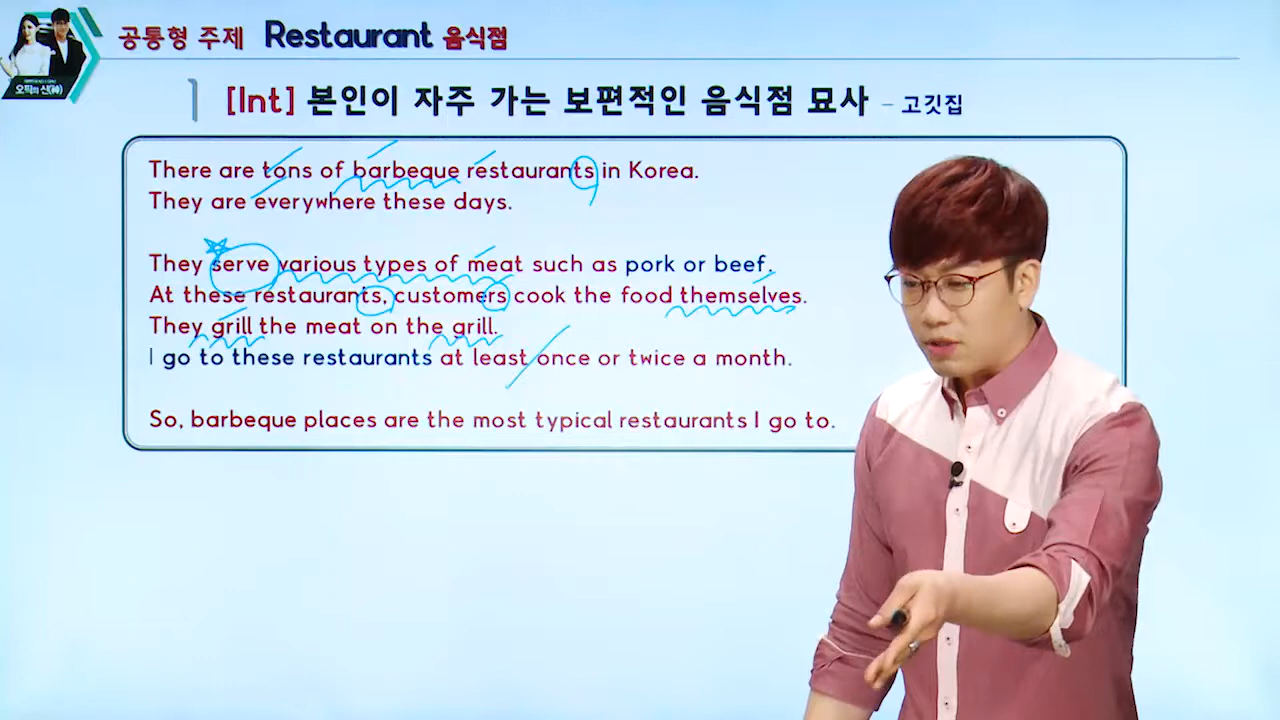 공통형 주제 Restaurant 음식점
오픽의 신(神)
[Int] 본인이 자주 가는 보편적인 음식점 묘사 – 고깃집
There are tons of barbeque restaurants in Korea.
They are everywhere these days.
They serve various types of meat such as pork or beef.
At these restaurants, customers cook the food themselves.
They grill the meat on the grill.
I go to these restaurants at least once or twice a month.
So, barbeque places are the most typical restaurants I go to.